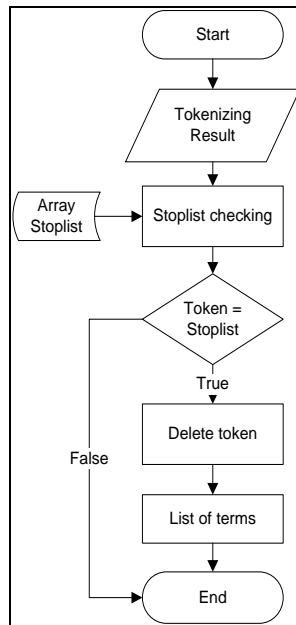 Start
Tokenizing
Result
Array
Stoplist
Stoplist checking
Token =
Stoplist
True
False
Delete token
List of terms
End